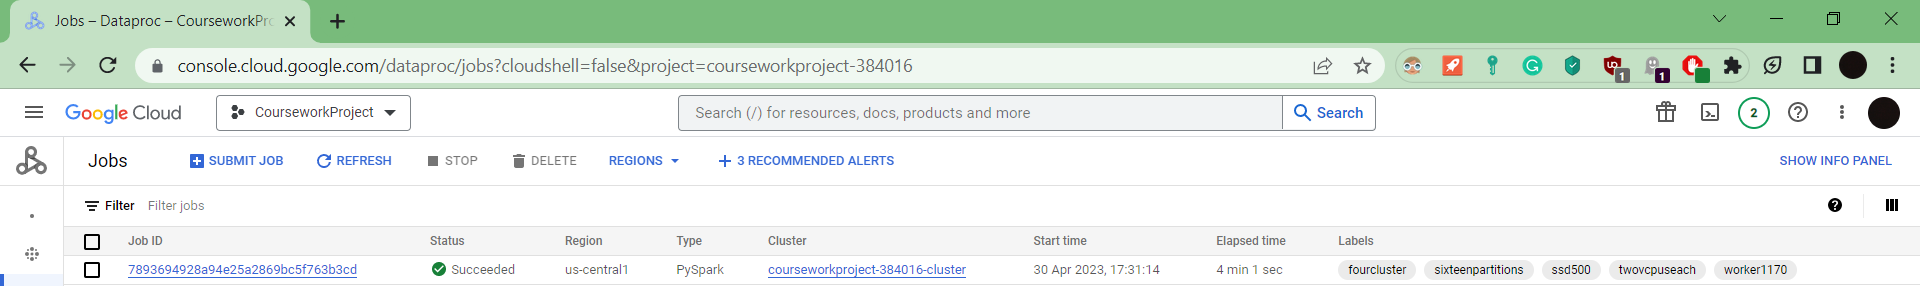 Jobs – Dataproc – CourseworkPro
console.cloud.google.com/dataproc/jobs?cloudshell=false&project=courseworkproject-384016
1
1
Google Cloud
CourseworkProject
Search (/) for resources, docs, products and more
Search
2
Jobs
SUBMIT JOB
REFRESH
STOP
DELETE
REGIONS
3 RECOMMENDED ALERTS
SHOW INFO PANEL
Filter Filter jobs
Job ID Status Region Type Cluster Start time Elapsed time Labels
7893694928a94e25a2869bc5f763b3cd Succeeded us-central1 PySpark courseworkproject-384016-cluster 30 Apr 2023, 17:31:14 4 min 1 sec fourcluster sixteenpartitions ssd500 twovcpuseach worker1170